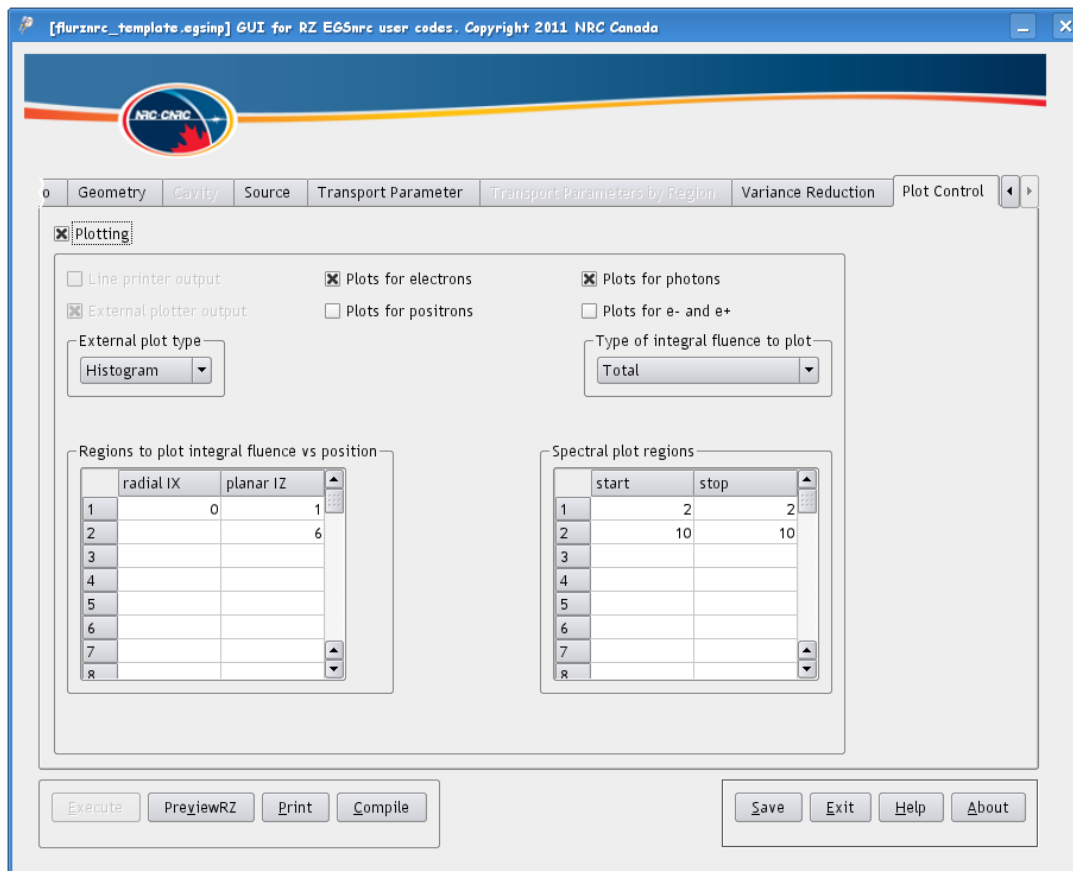 [flurznrc_template.egsinp] GUI for RZ EGSnrc user codes. Copyright 2011 NRC Canada
NRC·CNRC
o Geometry Cavity Source Transport Parameter Transport Parameters by Region Variance Reduction Plot Control
Plotting
Line printer output Plots for electrons Plots for photons
External plotter output Plots for positrons Plots for e- and e+
External plot type Type of integral fluence to plot
Histogram Total
Regions to plot integral fluence vs position Spectral plot regions
radial IX planar IZ start stop
1 0 1 1 2 2
2 6 2 10 10
3 3
4 4
5 5
6 6
7 7
8 8
Execute PreviewRZ Print Compile Save Exit Help About